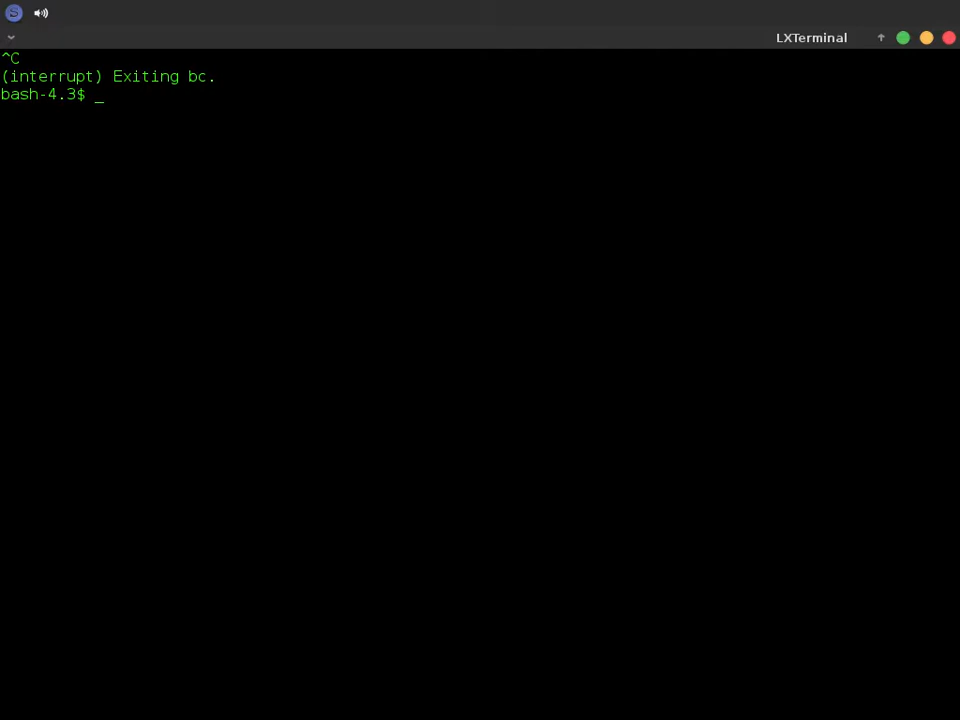 S
LXTerminal
^C
(interrupt) Exiting bc.
bash-4.3$ _